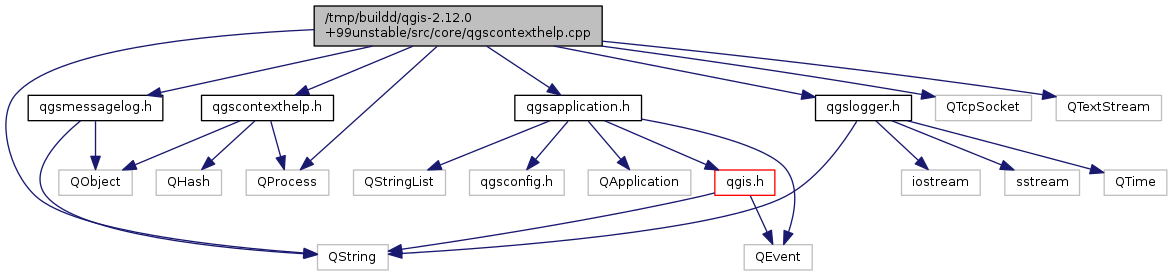 /tmp/buildd/qgis-2.12.0
+99unstable/src/core/qgscontexthelp.cpp
qgsmessagelog.h
qgscontexthelp.h
qgsapplication.h
qgslogger.h
QTcpSocket
QTextStream
QObject
QHash
QProcess
QStringList
qgsconfig.h
QApplication
qgis.h
iostream
sstream
QTime
QString
QEvent